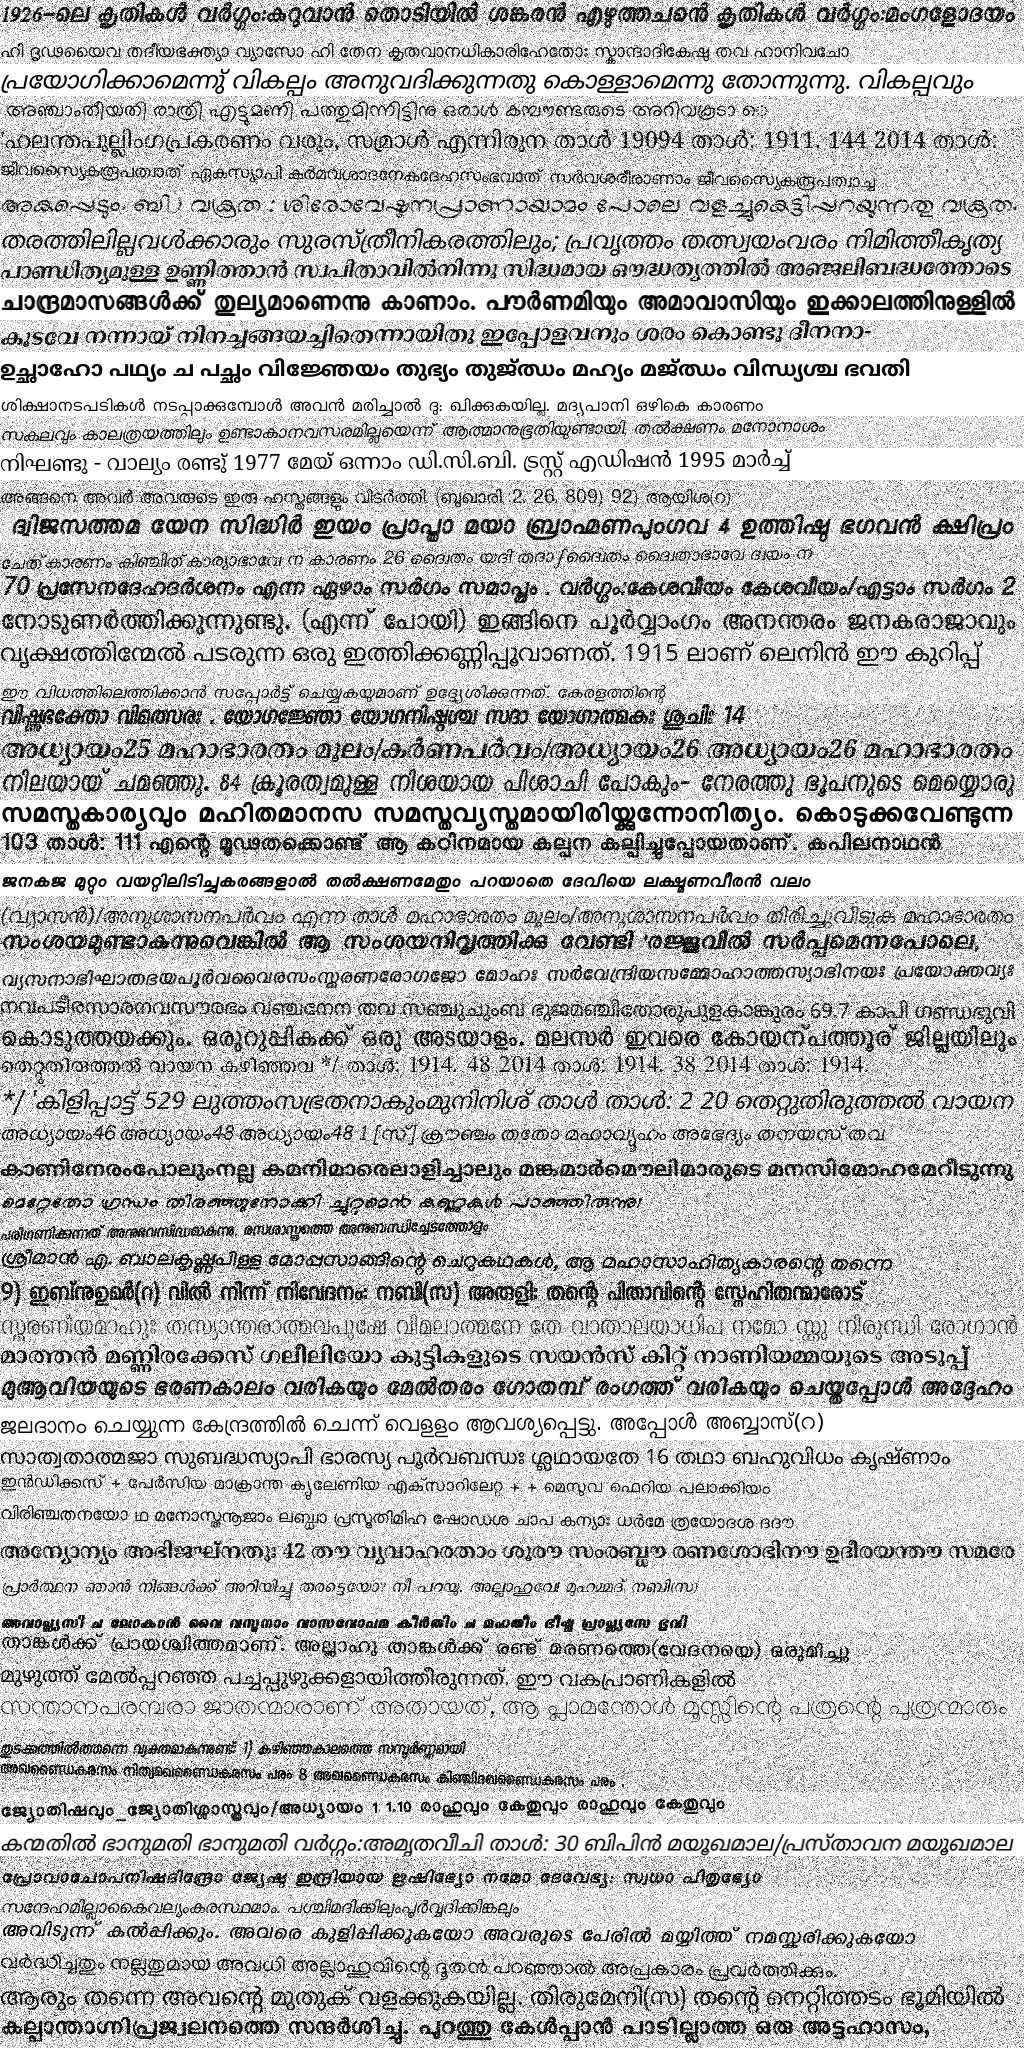 1926-ലെ കൃതികൾ വർഗ്ഗം:കുറുവാൻ തൊടിയിൽ ശങ്കരൻ എഴുത്തച്ഛൻ കൃതികൾ വർഗ്ഗം:മംഗളോദയം
ഹി ദൃഢയൈവ തദീയഭക്ത്യാ വ്യാസോ ഹി തേന കൃതവാനധികാരിഹേതോഃ സ്കാന്ദാദികേഷു തവ ഹാനിവചോ
പ്രയോഗിക്കാമെന്നു് വികല്പം അനുവദിക്കുന്നതു കൊള്ളാമെന്നു തോന്നുന്നു. വികല്പവും
അഞ്ചാംതീയതി രാത്രി എട്ടുമണി പത്തുമിന്നിട്ടിനു ഒരാൾ കമ്പൗണ്ടരുടെ അറിവുകൂടാ
'ഹലന്തപുല്ലിംഗപ്രകരണം വരും, സമ്രാൾ എന്നിരുന താൾ 19094 താൾ: 1911, 144 2014 താൾ:
ജീവസ്യൈകരൂപത്വാത് ഏകസ്യാപി കർമവശാദനേകദേഹസംഭവാത് സർവശരീരാണാം ജീവസ്യൈകരൂപത്വാച്ച
അകപ്പെടും. ബി) വക്രത : ശിരോവേഷ്ടനപ്രാണായാമം പോലെ വളച്ചുകെട്ടിപ്പറയുന്നതു വക്രത.
തരത്തിലില്ലവൾക്കാരും സുരസ്ത്രീനികരത്തിലും; പ്രവൃത്തം തത്സ്വയംവരം നിമിത്തീകൃത്യ
പാണ്ഡിത്യമുള്ള ഉണ്ണിത്താൻ സ്വപിതാവിൽനിന്നു സിദ്ധമായ ഔദ്ധത്യത്തിൽ അഞ്ജലിബദ്ധത്തോടെ
ചാന്ദ്രമാസങ്ങൾക്ക് തുല്യമാണെന്നു കാണാം. പൗർണമിയും അമാവാസിയും ഇക്കാലത്തിനുള്ളിൽ
കൂടവേ നന്നായ് നിനച്ചങ്ങയച്ചിതെന്നായിതു ഇപ്പോളവനും ശരം കൊണ്ടു ദീനനാ-
ഉച്ഛാഹോ പഥ്യം ച പച്ഛം വിജ്ഞേയം തുഭ്യം തുജ്ഝം മഹ്യം മജ്ഝം വിന്ധ്യശ്ച ഭവതി
ശിക്ഷാനടപടികൾ നടപ്പാക്കുമ്പോൾ അവൻ മരിച്ചാൽ ദു: ഖിക്കുകയില്ല. മദ്യപാനി ഒഴികെ കാരണം
സകലവും കാലത്രയത്തിലും ഉണ്ടാകാനവസരമില്ലയെന്ന് ആത്മാനുഭൂതിയുണ്ടായി, തൽക്ഷണം മനോനാശം
നിഘണ്ടു - വാല്യം രണ്ടു് 1977 മേയ് ഒന്നാം ഡി.സി.ബി. ട്രസ്റ്റ് എഡിഷൻ 1995 മാർച്ച്
അങ്ങനെ അവർ അവരുടെ ഇരു ഹസ്തങ്ങളും വിടർത്തി. (ബുഖാരി. 2. 26. 809) 92) ആയിശ(റ)
ദ്വിജസത്തമ യേന സിദ്ധിർ ഇയം പ്രാപ്താ മയാ ബ്രാഹ്മണപുംഗവ 4 ഉത്തിഷ്ഠ ഭഗവൻ ക്ഷിപ്രം
ചേത് കാരണം കിഞ്ചിത് കാര്യാഭാവേ ന കാരണം 26 ദ്വൈതം യദി തദാƒദ്വൈതം ദ്വൈതാഭാവേ ദ്വയം ന
70 പ്രസേനദേഹദർശനം എന്ന ഏഴാം സർഗം സമാപ്തം . വർഗ്ഗം:കേശവീയം കേശവീയം/എട്ടാം സർഗം 2
നോടുണർത്തിക്കുന്നുണ്ടു. (എന്ന് പോയി) ഇങ്ങിനെ പൂർവ്വാംഗം അനന്തരം ജനകരാജാവും
വൃക്ഷത്തിന്മേൽ പടരുന്ന ഒരു ഇത്തിക്കണ്ണിപ്പൂവാണത്. 1915 ലാണ് ലെനിൻ ഈ കുറിപ്പ്
ഈ വിധത്തിലെത്തിക്കാൻ സപ്പോർട്ട് ചെയ്യുകയുമാണ് ഉദ്ദ്യേശിക്കുന്നത്. കേരളത്തിന്റെ
വിഷ്ണുഭക്തോ വിമത്സരഃ . യോഗജ്ഞോ യോഗനിഷ്ഠശ്ച സദാ യോഗാത്മകഃ ശുചിഃ 14
അധ്യായം25 മഹാഭാരതം മൂലം/കർണപർവം/അധ്യായം26 അധ്യായം26 മഹാഭാരതം
നിലയായ് ചമഞ്ഞു. 84 ക്രൂരത്വമുള്ള നിശയായ പിശാചി പോകും- നേരത്തു ഭൂപനുടെ മെയ്യൊരു
സമസ്തകാര്യവും മഹിതമാനസ സമസ്തവ്യസ്തമായിരിയ്ക്കുന്നോനിത്യം. കൊടുക്കവേണ്ടുന്ന
103 താൾ: 111 എന്റെ മൂഢതക്കൊണ്ട് ആ കഠിനമായ കല്പന കല്പിച്ചുപ്പോയതാണ്. കപിലനാഥൻ
ജനകജ മുറ്റും വയറ്റിലിടിച്ചുകരങ്ങളാൽ തൽക്ഷണമേതും പറയാതെ ദേവിയെ ലക്ഷ്മണവീരൻ വലം
(വ്യാസൻ)/അനുശാസനപർവം എന്ന താൾ മഹാഭാരതം മൂലം/അനുശാസനപർവം തിരിച്ചുവിടുക മഹാഭാരതം
സംശയമുണ്ടാകുന്നുവെങ്കിൽ ആ സംശയനിവൃത്തിക്കു വേണ്ടി 'രജ്ജുവിൽ സർപ്പമെന്നപോലെ,'
വ്യസനാഭിഘാതഭയപൂർവവൈരസംസ്മരണരോഗജോ മോഹഃ സർവേന്ദ്രിയസമ്മോഹാത്തസ്യാഭിനയഃ പ്രയോക്തവ്യഃ
നവപടീരസാരനവസൗരഭം വഞ്ചനേന തവ സഞ്ചുചുംബ ഭുജമഞ്ചിതോരുപുളകാങ്കുരം 69.7 കാപി ഗണ്ഡഭുവി
കൊടുത്തയക്കും. ഒരുറുപ്പികക്ക് ഒരു അടയാളം. മലസർ ഇവരെ കോയമ്പത്തൂര് ജില്ലയിലും
തെറ്റുതിരുത്തൽ വായന കഴിഞ്ഞവ */ താൾ: 1914. 48 2014 താൾ: 1914. 38 2014 താൾ: 1914.
*/ 'കിളിപ്പാട്ട് 529 ലുത്തംസഭ്രതനാകുംമുനിനിശ് താൾ താൾ: 2 20 തെറ്റുതിരുത്തൽ വായന
അധ്യായം46 അധ്യായം48 അധ്യായം48 1 [സ്] ക്രൗഞ്ചം തതോ മഹാവ്യൂഹം അഭേദ്യം തനയസ് തവ
കാണിനേരംപോലുംനല്ല കമനിമാരെലാളിച്ചാലും മങ്കമാർമൌലിമാരുടെ മനസിമോഹമേറീടുന്നു
മെറ്റേതോ ഗ്രന്ഥം തിരഞ്ഞുനോക്കി ച്ചുറ്റുമെൻ കണ്ണുകൾ പാഞ്ഞിരുന്നു!
പരിഗണിക്കുന്നത് അനുഭവസിദ്ധമാകുന്നു. രസശാസ്ത്രത്തെ അനുബന്ധിച്ചേടത്തോളം
ശ്രീമാൻ എ. ബാലകൃഷ്ണപിള്ള മോപ്പസാങ്ങിന്റെ ചെറുകഥകൾ, ആ മഹാസാഹിത്യകാരന്റെ തന്നെ
9) ഇബ്നുഉമർ(റ) വിൽ നിന്ന് നിവേദനം: നബി(സ) അരുളി: തന്റെ പിതാവിന്റെ സ്നേഹിതന്മാരോട്
സ്മരണീയമാഹുഃ തസ്യാന്തരാത്മവപുഷേ വിമലാത്മനേ തേ വാതാലയാധിപ നമോ സ്തു നിരുന്ധി രോഗാൻ
മാത്തൻ മണ്ണിരക്കേസ് ഗലീലിയോ കുട്ടികളുടെ സയൻസ് കിറ്റ് നാണിയമ്മയുടെ അടുപ്പ്
മുആവിയയുടെ ഭരണകാലം വരികയും മേൽതരം ഗോതമ്പ് രംഗത്ത് വരികയും ചെയ്തപ്പോൾ അദ്ദേഹം
ജലദാനം ചെയ്യുന്ന കേന്ദ്രത്തിൽ ചെന്ന് വെളളം ആവശ്യപ്പെട്ടു. അപ്പോൾ അബ്ബാസ്(റ)
സാത്വതാത്മജാ സുബദ്ധസ്യാപി ഭാരസ്യ പൂർവബന്ധഃ ശ്ലഥായതേ 16 തഥാ ബഹുവിധം കൃഷ്ണാം
ഇൻഡിക്കസ് + പേർസിയ മാക്രാന്ത ക്യുലേണിയ എക്സാറിലേറ്റ + + മെസുവ ഫെറിയ പലാക്കിയം
വിരിഞ്ചതനയോ ഥ മനോസ്തനൂജാം ലബ്ധ്വാ പ്രസൂതിമിഹ ഷോഡശ ചാപ കന്യാഃ ധർമേ ത്രയോദശ ദദൗ
അന്യോന്യം അഭിജഘ്നതുഃ 42 തൗ വ്യവാഹരതാം ശൂരൗ സംരബ്ധൗ രണശോഭിനൗ ഉദീരയന്തൗ സമരേ
പ്രാർത്ഥന ഞാൻ നിങ്ങൾക്ക് അറിയിച്ചു തരട്ടെയോ? നീ പറയൂ. അല്ലാഹുവേ! മുഹമ്മദ് നബിസ)
അവാച്യസി ച ലോകാൻ വൈ വസൂനാം വാസവോപമ കീർതിം ച മഹതീം ഭീഷ്മ പ്രാപ്സ്യസേ ഭുവി
താങ്കൾക്ക് പ്രായശ്ചിത്തമാണ്. അല്ലാഹു താങ്കൾക്ക് രണ്ട് മരണത്തെ(വേദനയെ) ഒരുമിച്ചു
മുഴുത്ത് മേൽപ്പറഞ്ഞ പച്ചപ്പുഴുക്കളായിത്തീരുന്നത്. ഈ വകപ്രാണികളിൽ
സന്താനപരമ്പരാ ജാതന്മാരാണ് അതായത്, ആ പ്ലാമന്തോൾ മൂസ്സിന്റെ പത്രന്റെ പുത്രന്മാതം
തുടക്കത്തിൽത്തന്നെ വ്യക്തമാകുന്നുണ്ട്. 1) കഴിഞ്ഞകാലത്തെ സമ്പൂർണ്ണമായി
അഖണ്ഡൈകരസം നിത്യമഖണ്ഡൈകരസം പരം 8 അഖണ്ഡൈകരസം കിഞ്ചിദഖണ്ഡൈകരസം പരം .
ജ്യോതിഷവും_ജ്യോതിശ്ശാസ്ത്രവും/അധ്യായം 1 1.10 രാഹുവും കേതുവും രാഹുവും കേതുവും
കന്മതിൽ ഭാനുമതി ഭാനുമതി വർഗ്ഗം:അമൃതവീചി താൾ: 30 ബിപിൻ മയൂഖമാല/പ്രസ്താവന മയൂഖമാല
പ്രോവാചോപനിഷദിന്ദ്രോ ജ്യേഷ്ഠ ഇന്ദ്രിയായ ഋഷിഭ്യോ നമോ ദേവേഭ്യഃ സ്വധാ പിതൃഭ്യോ
സന്ദേഹമില്ലാകൈവല്യംകരസ്ഥമാം. പശ്ചിമദിക്കിലുംപൂർവ്വദിക്കിങ്കലും
അവിടുന്ന് കൽപ്പിക്കും. അവരെ കുളിപ്പിക്കുകയോ അവരുടെ പേരിൽ മയ്യിത്ത് നമസ്ക്കരിക്കുകയോ
വർദ്ധിച്ചതും നല്ലതുമായ അവധി അല്ലാഹുവിന്റെ ദൂതൻ.പറഞ്ഞാൽ അപ്രകാരം പ്രവർത്തിക്കും.
ആരും തന്നെ അവന്റെ മുതുക് വളക്കുകയില്ല. തിരുമേനി(സ) തന്റെ നെറ്റിത്തടം ഭൂമിയിൽ
കല്പാന്താഗ്നിപ്രജ്വലനത്തെ സന്ദർശിച്ചു. പുറത്തു കേൾപ്പാൻ പാടില്ലാത്ത ഒരു അട്ടഹാസം,